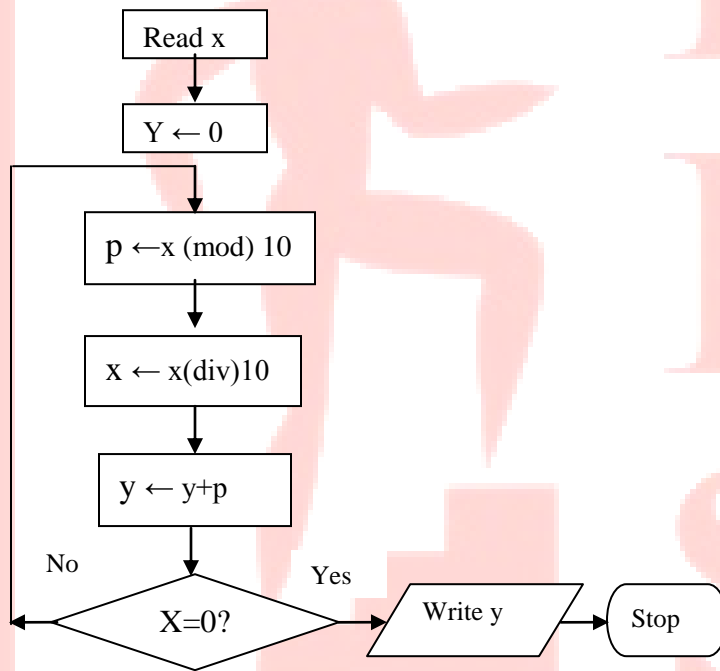 Read x
Y ← 0
p ←x (mod) 10
x ← x(div)10
y ← y+p
No
Yes
X=0?
Write y
Stop